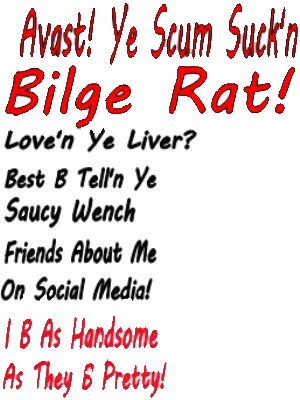 Avast! Ye Scum Suck'n
Bilge Rat!
Love'n Ye Liver?
Best B Tell'n Ye
Saucy Wench
Friends About Me
On Social Media!
I B As Handsome
As They B Pretty!